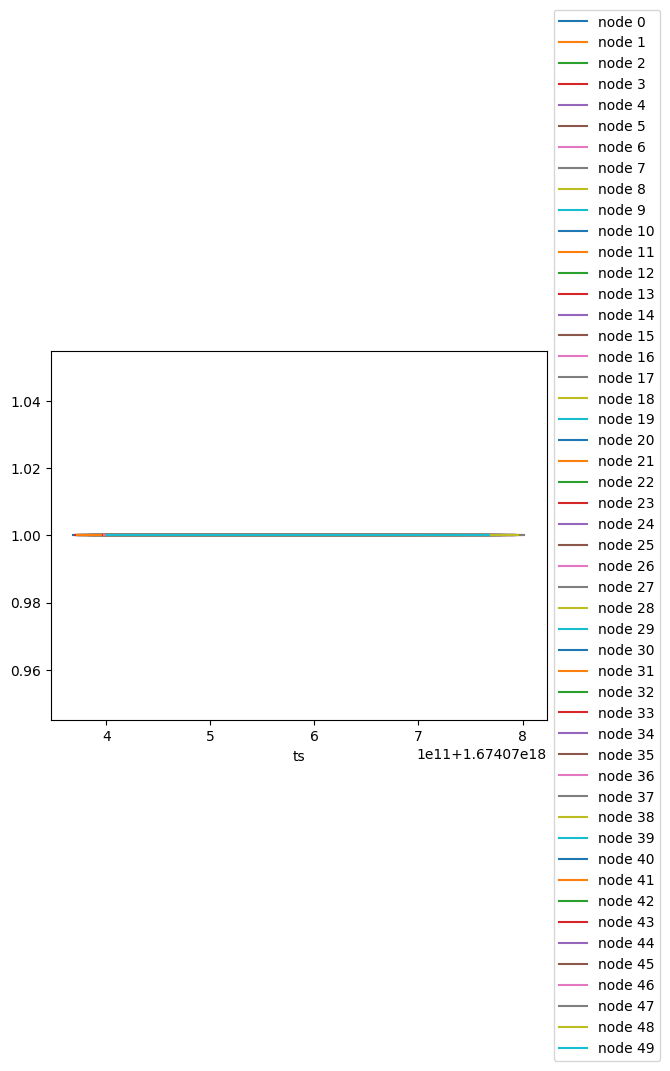 1.04
1.02
1.00
0.98
0.96
4 5 6 7 8
ts
1e11+1.67407e18
node 0
node 1
node 2
node 3
node 4
node 5
node 6
node 7
node 8
node 9
node 10
node 11
node 12
node 13
node 14
node 15
node 16
node 17
node 18
node 19
node 20
node 21
node 22
node 23
node 24
node 25
node 26
node 27
node 28
node 29
node 30
node 31
node 32
node 33
node 34
node 35
node 36
node 37
node 38
node 39
node 40
node 41
node 42
node 43
node 44
node 45
node 46
node 47
node 48
node 49